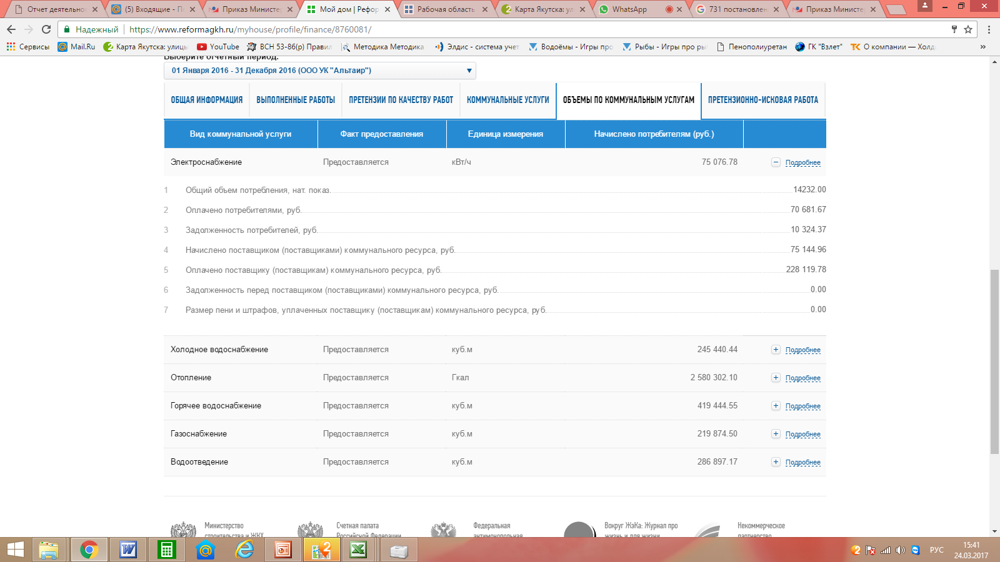 Отчет деятельно
(5) Входящие - П
Приказ Министер
Мой дом | Рефор
Рабочая область
Карта Якутска: ул
WhatsApp
731 постановлен
Приказ Министер
Надежный
https://www.reformagkh.ru/myhouse/profile/finance/8760081/
Сервисы
Mail.Ru
Карта Якутска: улицы
YouTube
ВСН 53-86(р) Правил
Методика Методика
Элдис - система учет
Водоёмы - Игры про
Рыбы - Игры про ры
Пенополиуретан
ГК "Взлет"
О компании — Холд
»
Выберите отчетный период:
01 Января 2016 - 31 Декабря 2016 (ООО УК "Альтаир")
ОБЩАЯ ИНФОРМАЦИЯ
ВЫПОЛНЕННЫЕ РАБОТЫ
ПРЕТЕНЗИИ ПО КАЧЕСТВУ РАБОТ
КОММУНАЛЬНЫЕ УСЛУГИ
ОБЪЕМЫ ПО КОММУНАЛЬНЫМ УСЛУГАМ
ПРЕТЕНЗИОННО-ИСКОВАЯ РАБОТА
Вид коммунальной услуги Факт предоставления Единица измерения Начислено потребителям (руб.)
Электроснабжение Предоставляется кВт/ч 75 076.78 Подробнее
1 Общий объем потребления, нат. показ. 14232.00
2 Оплачено потребителями, руб. 70 681.67
3 Задолженность потребителей, руб. 10 324.37
4 Начислено поставщиком (поставщиками) коммунального ресурса, руб. 75 144.96
5 Оплачено поставщику (поставщикам) коммунального ресурса, руб. 228 119.78
6 Задолженность перед поставщиком (поставщиками) коммунального ресурса, руб. 0.00
7 Размер пени и штрафов, уплаченных поставщику (поставщикам) коммунального ресурса, руб. 0.00
Холодное водоснабжение Предоставляется куб.м 245 440.44 Подробнее
Отопление Предоставляется Гкал 2 580 302.10 Подробнее
Горячее водоснабжение Предоставляется куб.м 419 444.55 Подробнее
Газоснабжение Предоставляется куб.м 219 874.50 Подробнее
Водоотведение Предоставляется куб.м 286 897.17 Подробнее
Министерство
строительства и ЖКХ
Счетная палата
Российской Федерации
Федеральная
антимонопольная
Вокруг ЖэКа: Журнал про
жизнь и для жизни
Некоммерческое
партнерство
РУС
15:41
24.03.2017